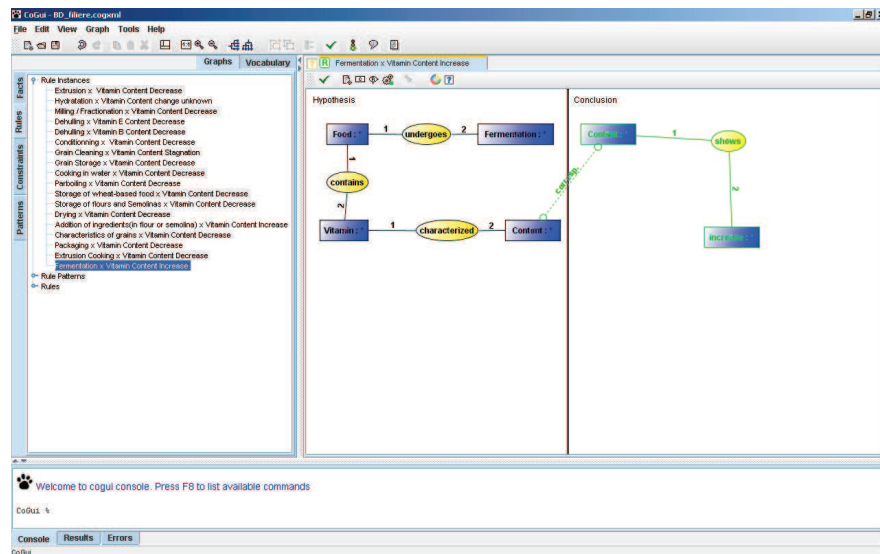 CoGui - BD_filiere.cogxml
File Edit View Graph Tools Help
Graphs Vocabulary
Facts
Rules
Constraints
Patterns
Rule Instances
Extrusion x Vitamin Content Decrease
Hydratation x Vitamin Content change unknown
Milling / Fractionation x Vitamin Content Decrease
Dehulling x Vitamin E Content Decrease
Dehulling x Vitamin B Content Decrease
Conditionning x Vitamin Content Decrease
Grain Cleaning x Vitamin Content Stagnation
Grain Storage x Vitamin Content Decrease
Cooking in water x Vitamin Content Decrease
Parboiling x Vitamin Content Decrease
Storage of wheat-based food x Vitamin Content Decrease
Storage of flours and Semolinas x Vitamin Content Decrease
Drying x Vitamin Content Decrease
Addition of ingredients(in flour or semolina) x Vitamin Content Increase
Characteristics of grains x Vitamin Content Decrease
Packaging x Vitamin Content Decrease
Extrusion Cooking x Vitamin Content Decrease
Fermentation x Vitamin Content Increase
Rule Patterns
Rules
R Fermentation x Vitamin Content Increase
Hypothesis
Food : * 1 undergoes 2 Fermentation : *
1
contains
2
Vitamin : * 1 characterized 2 Content : *
Conclusion
Content : * 1 shows
2
increase : *
Welcome to cogui console. Press F8 to list available commands
CoGui %
Console Results Errors
CoGui